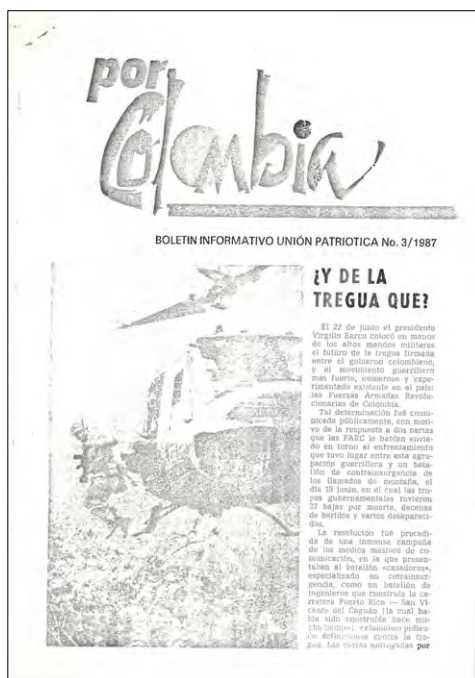 por
Colombia
BOLETIN INFORMATIVO UNIÓN PATRIOTICA No. 3/1987
¿Y DE LA
TREGUA QUE?
El 22 de junio el presidente
Virgilio Barco colocó en manos
de los altos mandos militares
el futuro de la tregua firmada
entre el gobierno colombiano,
y el movimiento guerrillero
mas fuerte, numeroso y expe-
rimentado existente en el país:
las Fuerzas Armadas Revolu-
cionarias de Colombia.
Tal determinación fué comu-
nicada públicamente, con moti-
vo de la respuesta a dos cartas
que las FARC le habían envia-
do en torno al enfrentamiento
que tuvo lugar entre esta agru-
pación guerrillera y un bata-
llón de contrainsurgencia de
los llamados de montaña, el
día 19 junio, en el cual las tro-
pas gubernamentales tuvieron
27 bajas por muerte, decenas
de heridos y varios desapareci-
dos.
La resolución fue precedi-
da de una inmensa campaña
de los medios masivos de co-
municación, en la que presen-
taban al batallón «cazadores»,
especializado en
como un batallón de
ingenieros que construía la ca-
rretera Puerto Rico — San Vi-
cente del Caguán (la cual ha-
bía sido construída hace mu-
cho tiempo),
contra la tre-
gua. Las cartas entregadas por